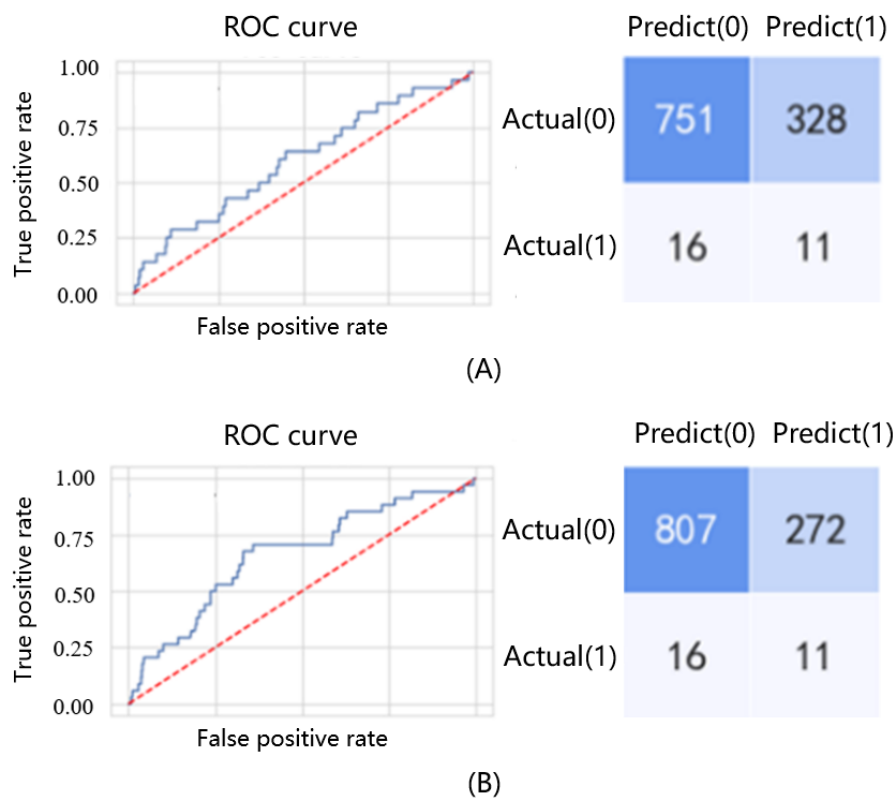 ROC curve
Predict(0) Predict(1)
1.00
0.75
0.50
0.25
0.00
True positive rate
False positive rate
Actual(0)
751 328
Actual(1)
16 11
(A)
ROC curve
Predict(0) Predict(1)
1.00
0.75
0.50
0.25
0.00
True positive rate
False positive rate
Actual(0)
807 272
Actual(1)
16 11
(B)